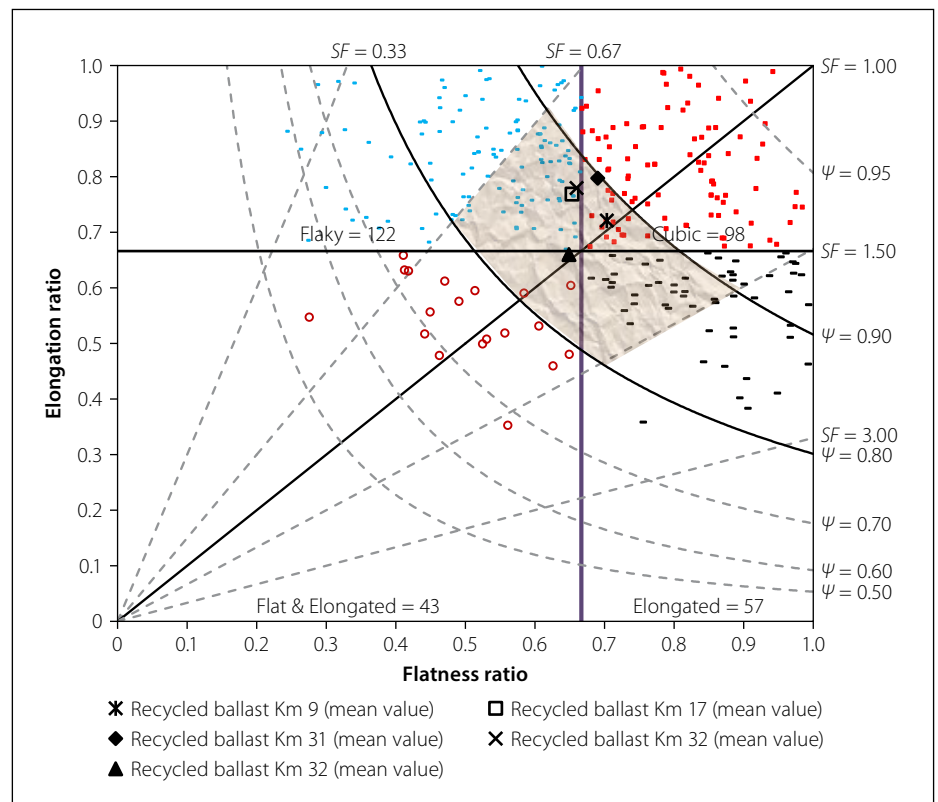 SF = 0.33
SF = 0.67
1.0
SF = 1.00
0.9
0.8
Ψ = 0.95
0.7
Flaky = 122
Cubic = 98
SF = 1.50
0.6
Elongation ratio
0.5
Ψ = 0.90
0.4
SF = 3.00
0.3
Ψ = 0.80
0.2
Ψ = 0.70
0.1
Ψ = 0.60
Ψ = 0.50
Flat & Elongated = 43
Elongated = 57
0
0 0.1 0.2 0.3 0.4 0.5 0.6 0.7 0.8 0.9 1.0
Flatness ratio
Recycled ballast Km 9 (mean value)
Recycled ballast Km 17 (mean value)
Recycled ballast Km 31 (mean value)
Recycled ballast Km 32 (mean value)
Recycled ballast Km 32 (mean value)